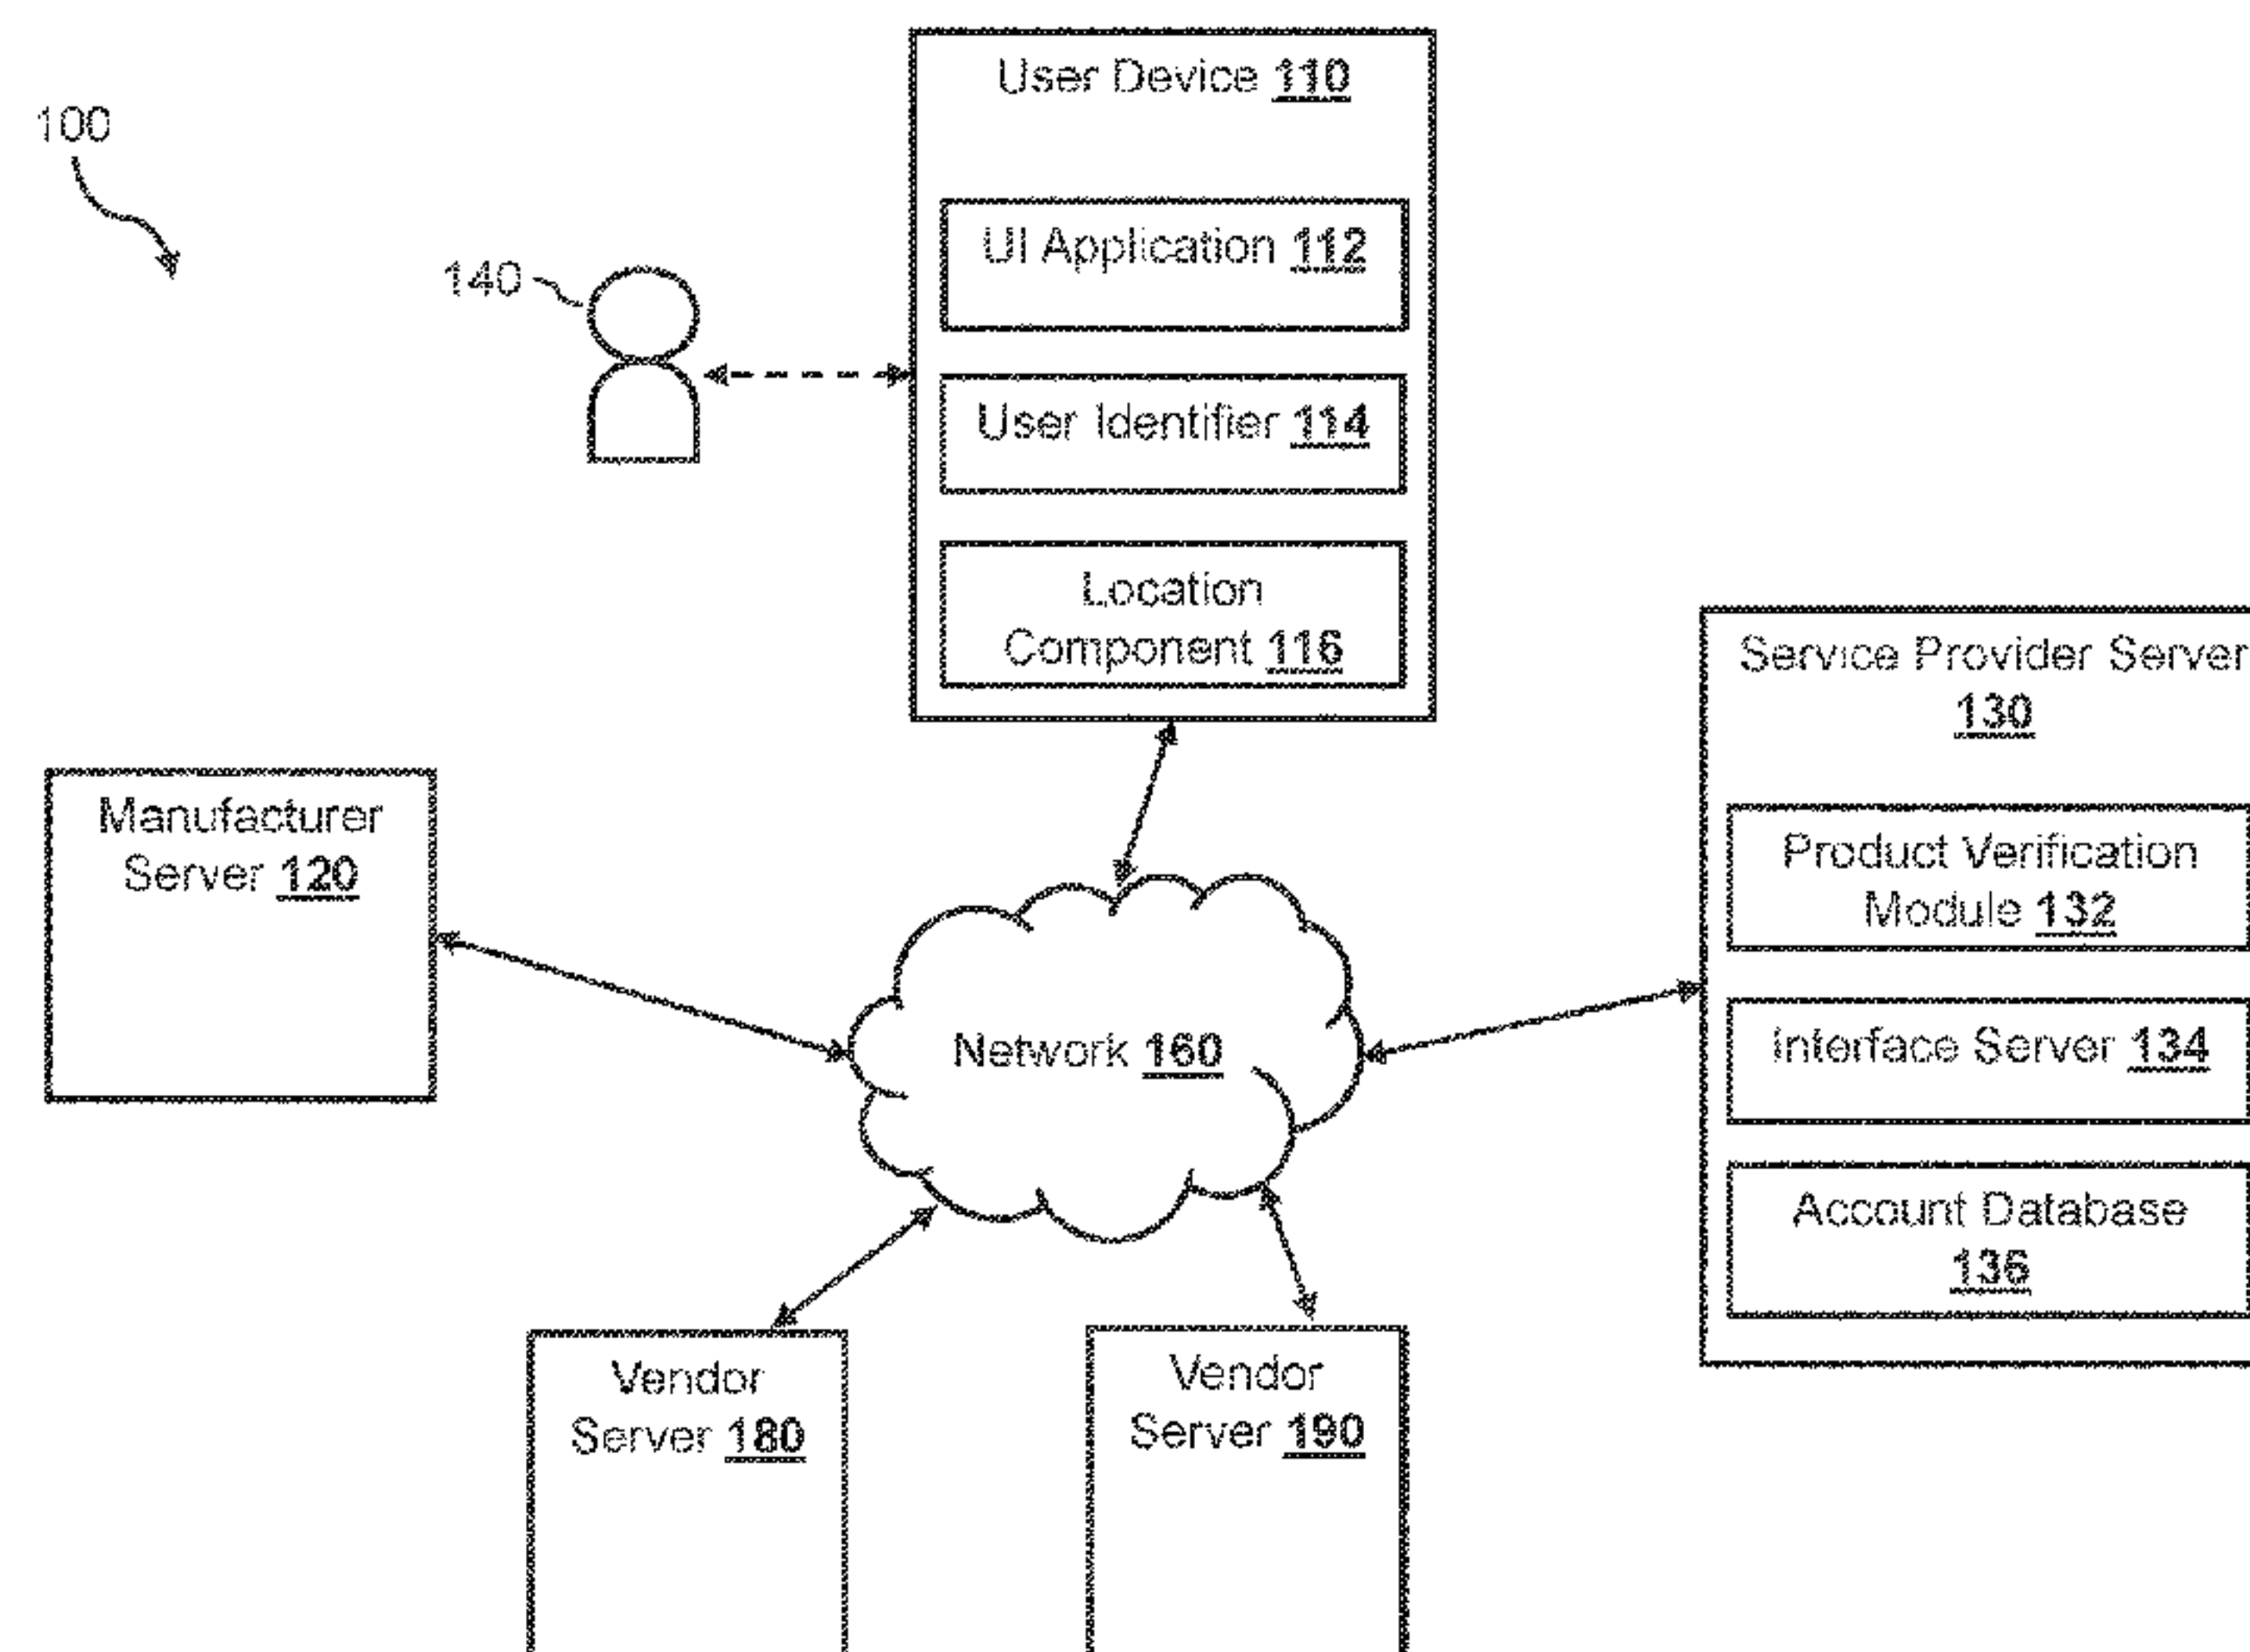 100
140
User Device 110
UI Application 112
User Identifier 114
Location
Component 116
Manufacturer
Server 120
Network 160
Service Provider Server
130
Product Verification
Module 132
Interface Server 134
Account Database
136
Vendor
Server 180
Vendor
Server 190